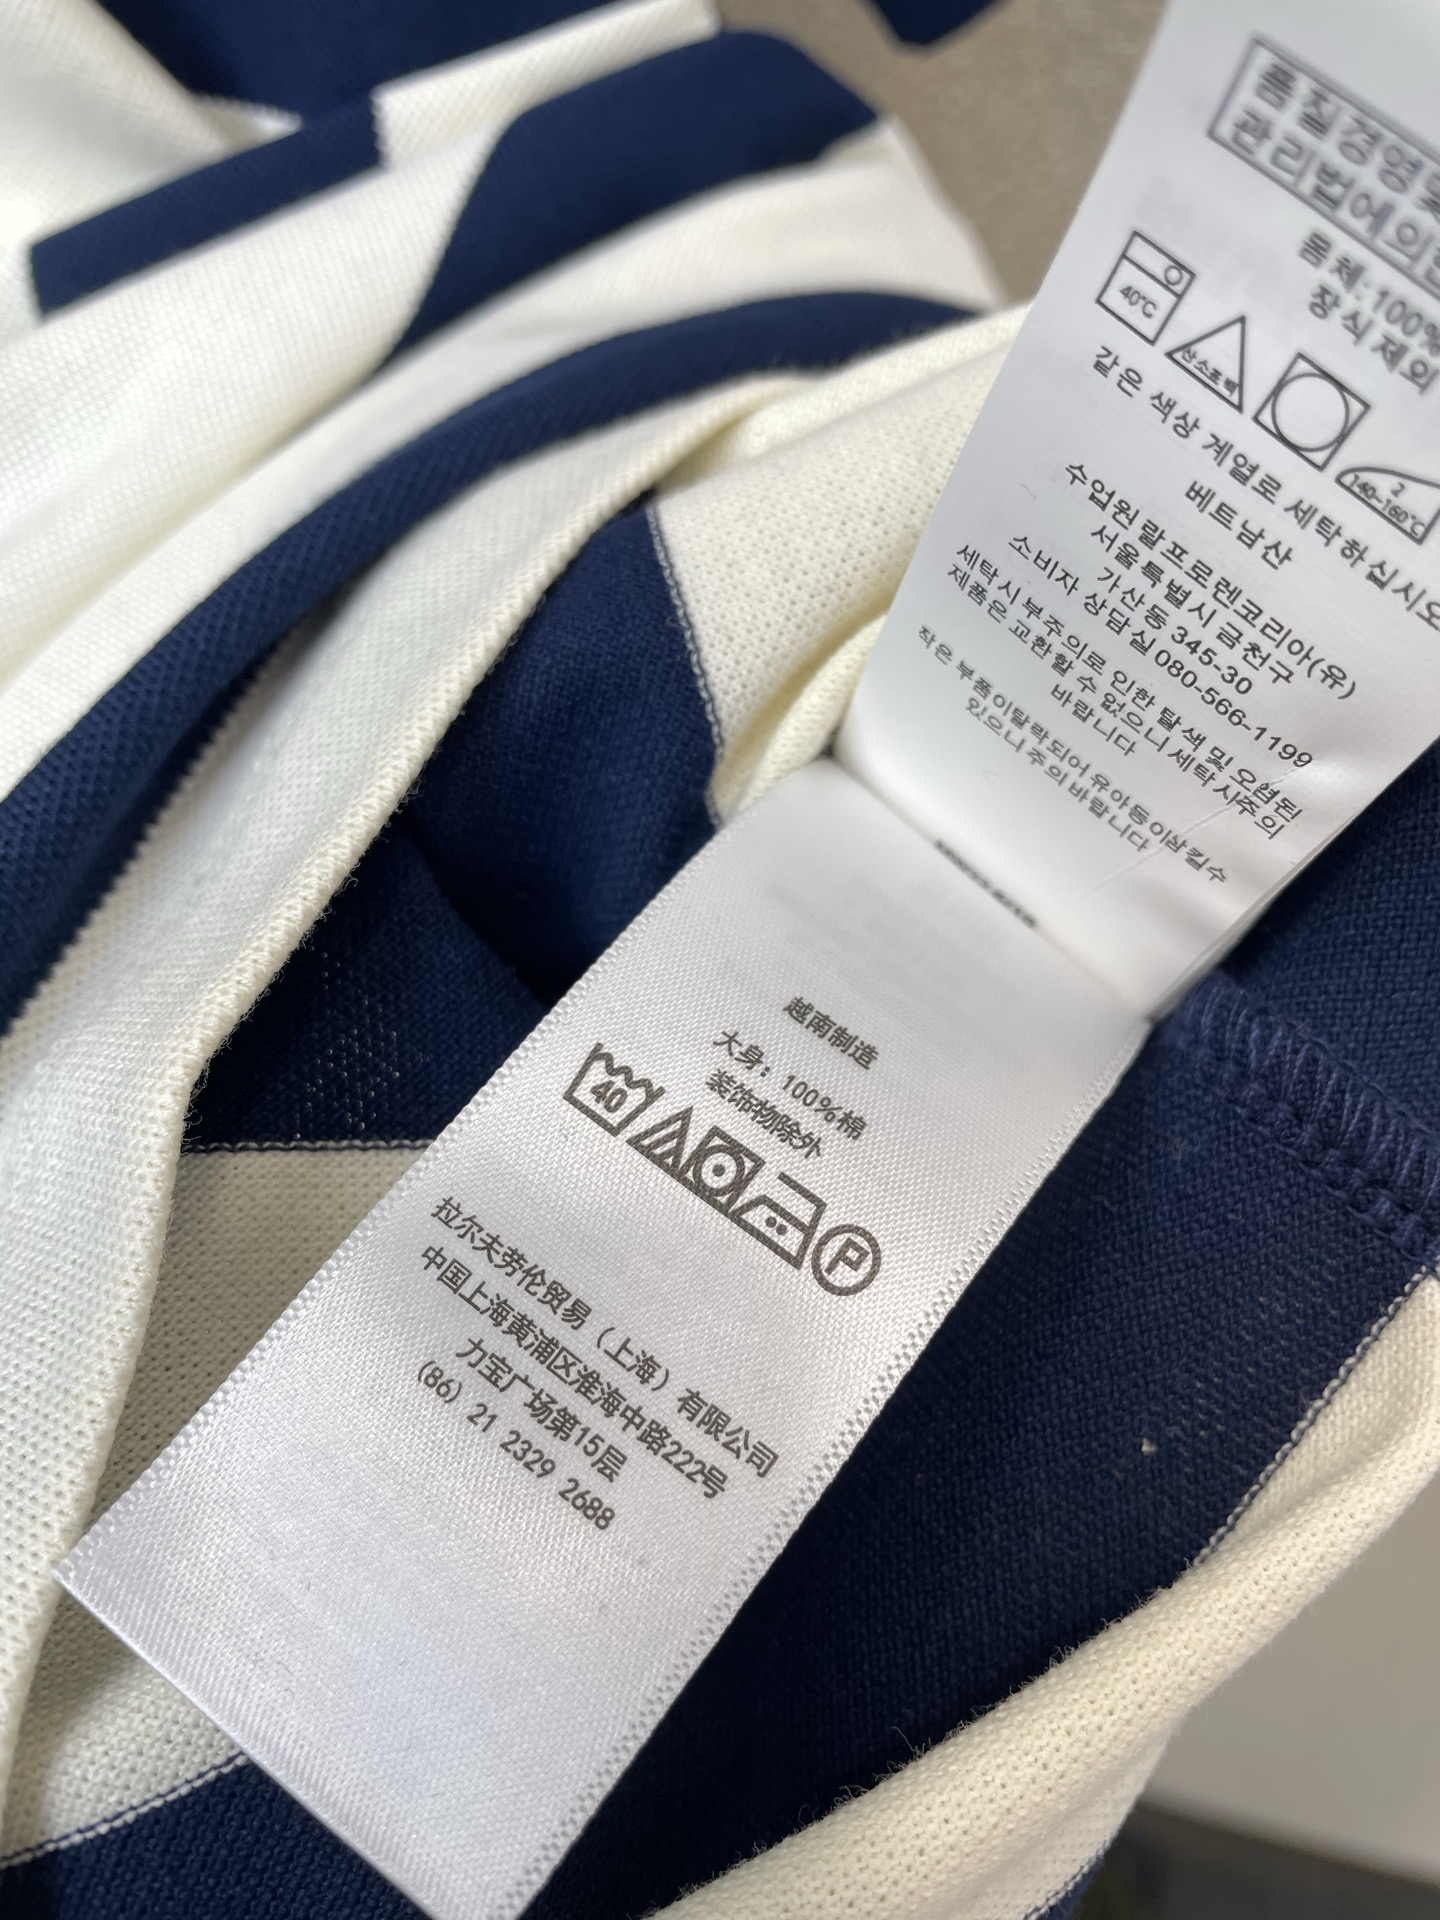 품질경영및
관리법에의한
몸체:100%
장식제외
40℃
산소표백
2
140~160℃
같은 색상 계열로 세탁하십시오
베트남산
수업원 랄프로렌코리아(유)
서울특별시 금천구
가산동 345-30
소비자 상담실 080-566-1199
세탁시 부주의로 인한 탈색 및 오염된
제품은 교환할 수 없으니 세탁시주의
바랍니다
작은 부품이탈락되어 유아동이삼킬수
있으니 주의 바랍니다
越南制造
大身：100%棉
装饰物除外
40
P
拉尔夫劳伦贸易（上海）有限公司
中国上海黄浦区淮海中路222号
力宝广场第15层
(86) 21 2329 2688